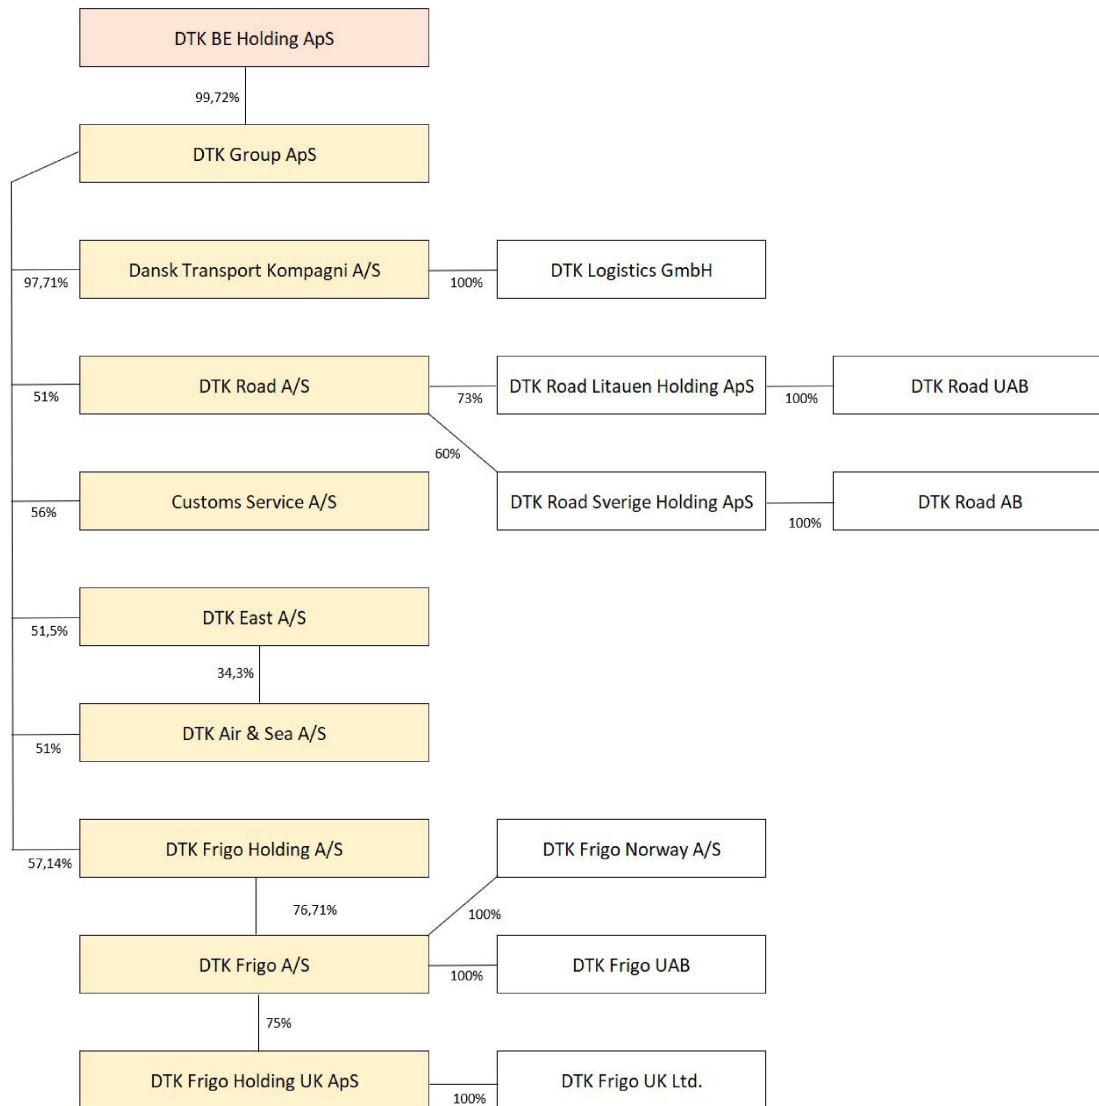 DTK BE Holding ApS
99,72%
DTK Group ApS
Dansk Transport Kompagni A/S
DTK Logistics GmbH
97,71%
100%
DTK Road A/S
DTK Road Litauen Holding ApS
DTK Road UAB
51%
73%
100%
60%
Customs Service A/S
DTK Road Sverige Holding ApS
DTK Road AB
56%
100%
DTK East A/S
51,5%
34,3%
DTK Air & Sea A/S
51%
DTK Frigo Holding A/S
DTK Frigo Norway A/S
57,14%
76,71%
100%
DTK Frigo A/S
DTK Frigo UAB
100%
75%
DTK Frigo Holding UK ApS
DTK Frigo UK Ltd.
100%